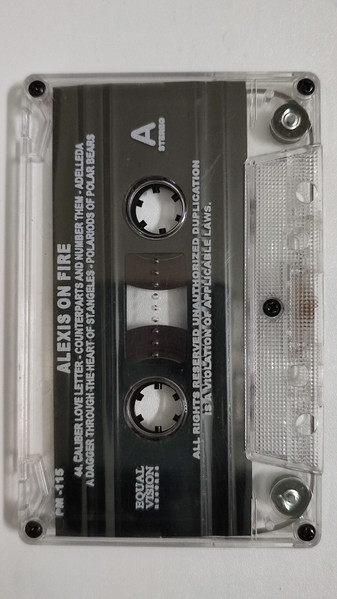 PM -115
ALEXIS ON FIRE
44. CALIBER LOVE LETTER - COUNTERPARTS AND NUMBER THEM - ADELLEDA
A DAGGER THROUGH-THE-HEART OF ST.ANGELES - POLARIODS OF POLAR BEARS
A
STEREO
EQUAL
VISION
RECORDS
ALL RIGHTS RESERVED UNAUTHORIZED DUPLICATION
IS A VIOLATION OF APPLICABLE LAWS.